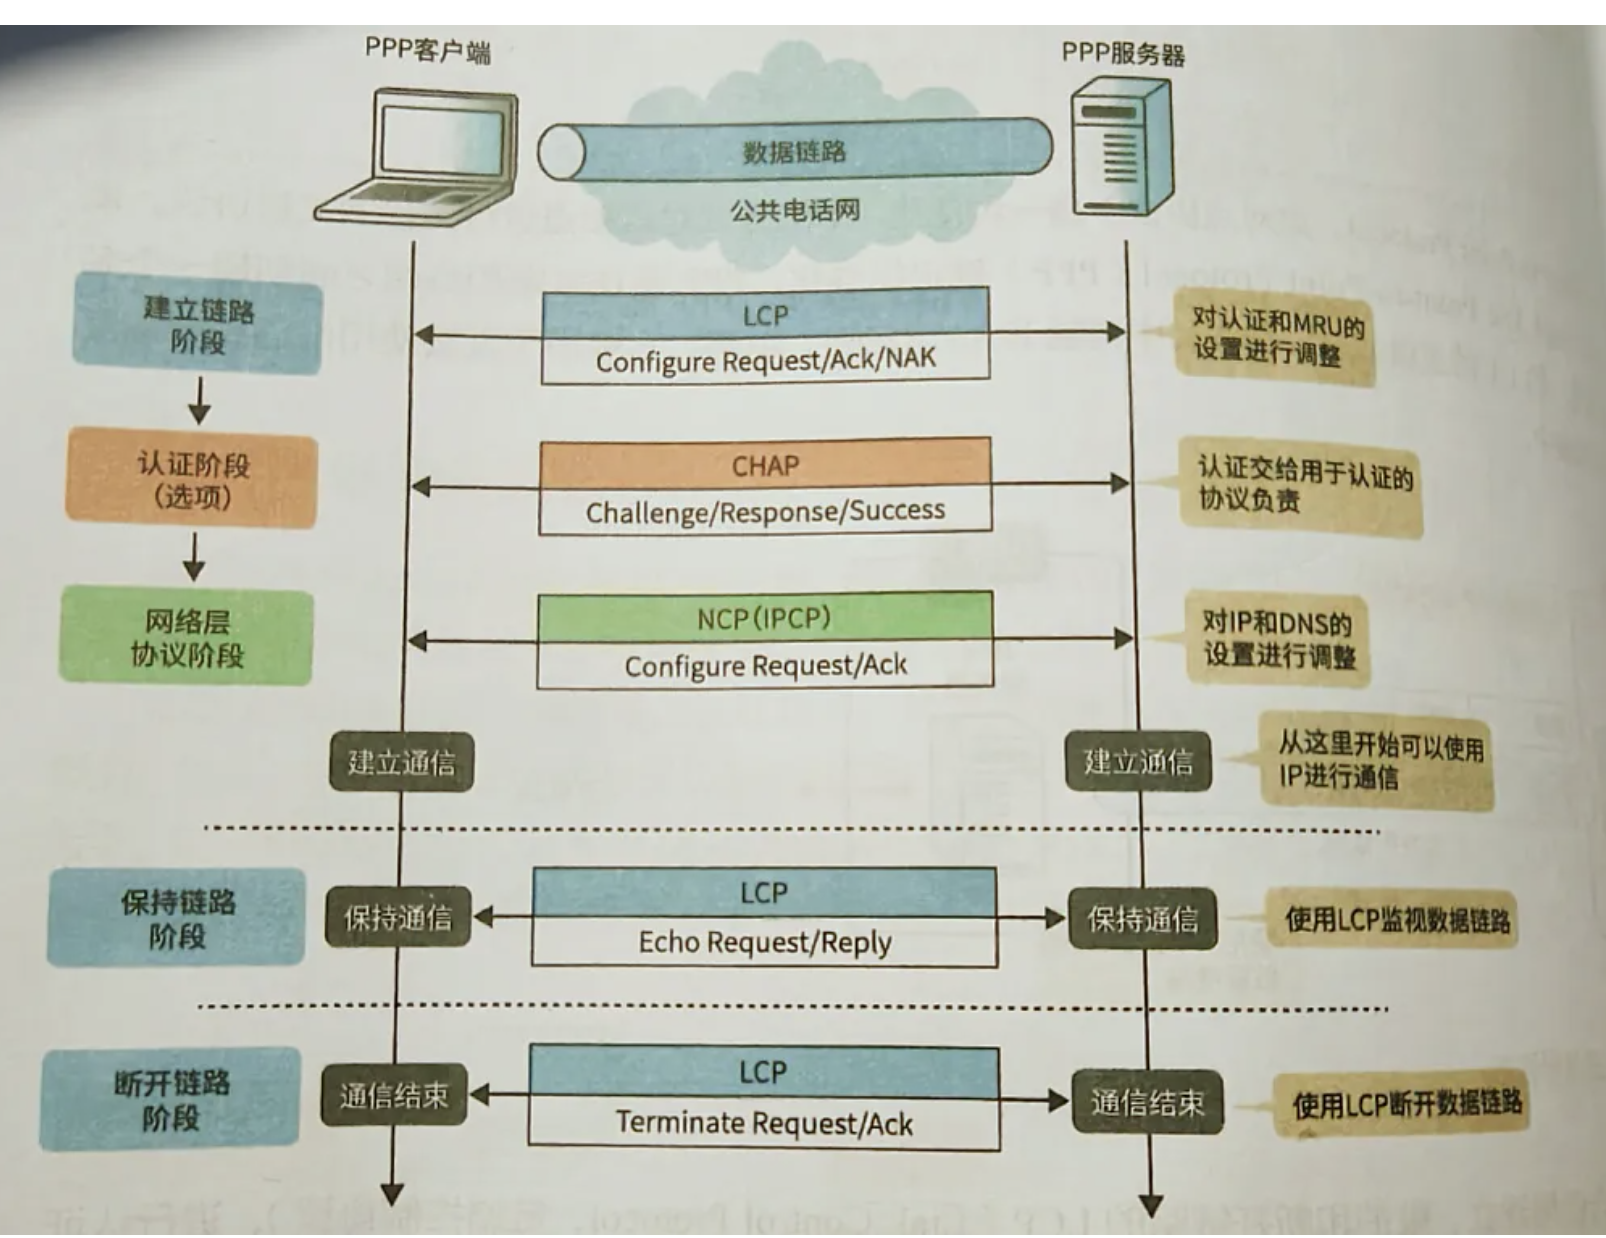 PPP客户端
PPP服务器
数据链路
公共电话网
建立链路
阶段
LCP
Configure Request/Ack/NAK
对认证和MRU的
设置进行调整
认证阶段
（选项）
CHAP
Challenge/Response/Success
认证交给用于认证的
协议负责
网络层
协议阶段
NCP（IPCP）
Configure Request/Ack
对IP和DNS的
设置进行调整
建立通信
建立通信
从这里开始可以使用
IP进行通信
保持链路
阶段
保持通信
LCP
Echo Request/Reply
保持通信
使用LCP监视数据链路
断开链路
阶段
通信结束
LCP
Terminate Request/Ack
通信结束
使用LCP断开数据链路